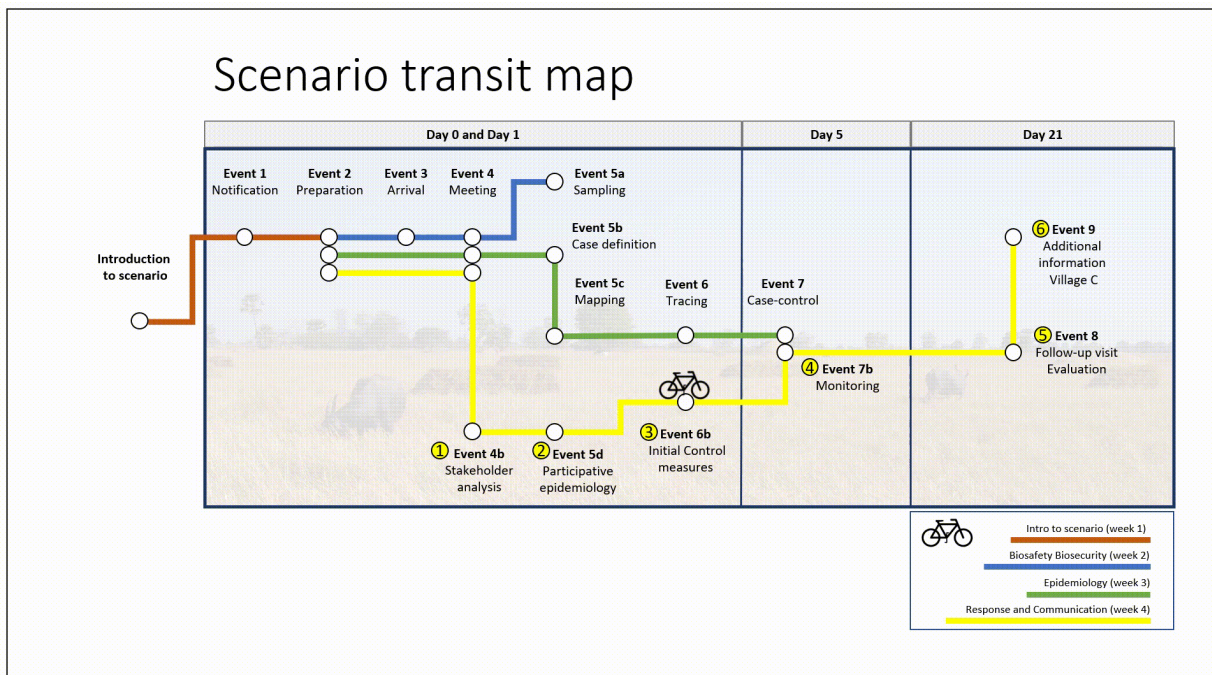 Scenario transit map
Day 0 and Day 1
Day 5
Day 21
Event 1
Notification
Event 2
Preparation
Event 3
Arrival
Event 4
Meeting
Event 5a
Sampling
Event 5b
Case definition
Introduction
to scenario
Event 5c
Mapping
Event 6
Tracing
Event 7
Case-control
6 Event 9
Additional
information
Village C
5 Event 8
Follow-up visit
Evaluation
4 Event 7b
Monitoring
1 Event 4b
Stakeholder
analysis
2 Event 5d
Participative
epidemiology
3 Event 6b
Initial Control
measures
Intro to scenario (week 1)
Biosafety Biosecurity (week 2)
Epidemiology (week 3)
Response and Communication (week 4)